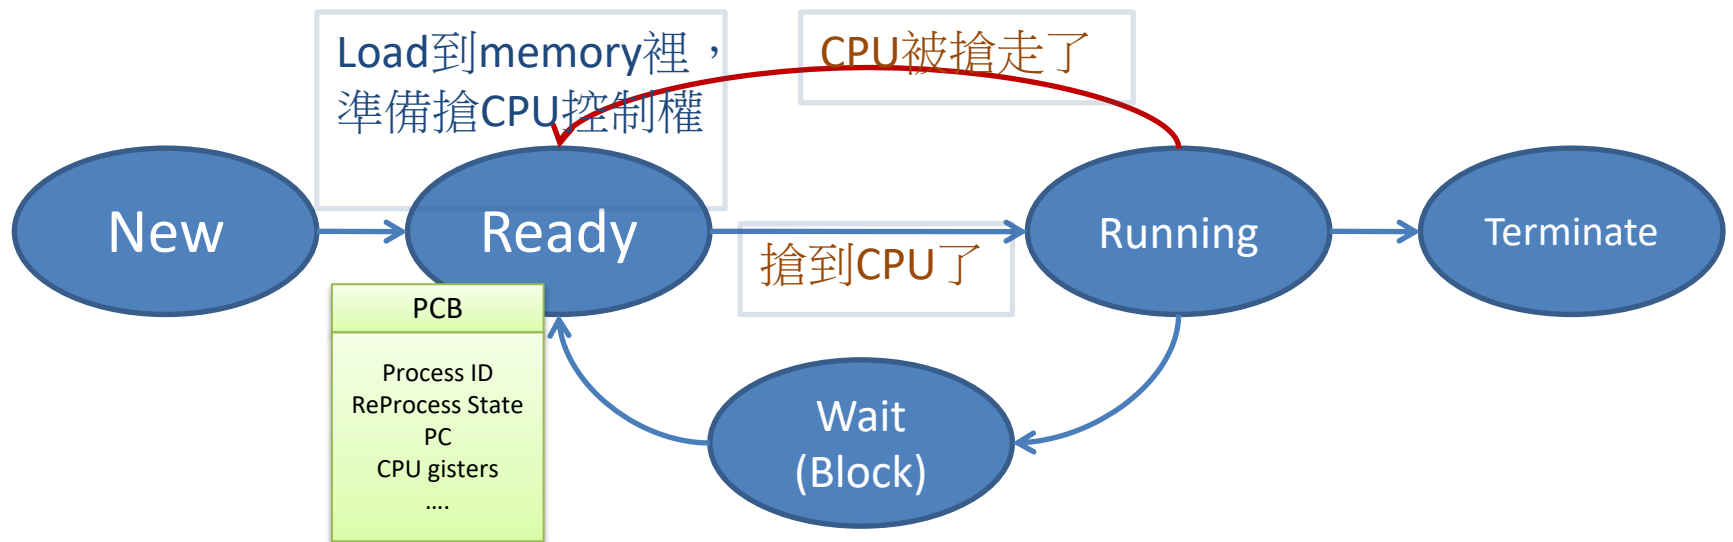 Load到memory裡，
準備搶CPU控制權
CPU被搶走了
New
Ready
搶到CPU了
Running
Terminate
PCB
Process ID
ReProcess State
PC
CPU gisters
....
Wait
(Block)